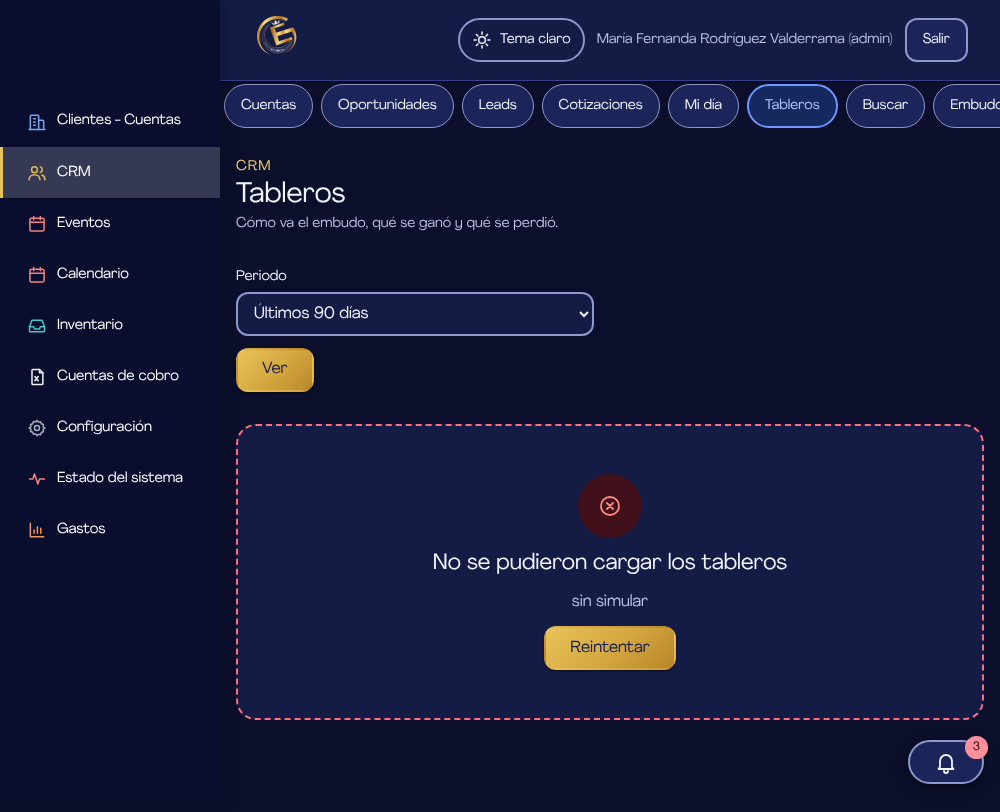 Tema claro
María Fernanda Rodríguez Valderrama (admin)
Salir
Clientes - Cuentas
CRM
Eventos
Calendario
Inventario
Cuentas de cobro
Configuración
Estado del sistema
Gastos
Cuentas
Oportunidades
Leads
Cotizaciones
Mi día
Tableros
Buscar
CRM
Tableros
Cómo va el embudo, qué se ganó y qué se perdió.
Periodo
Últimos 90 días
Ver
No se pudieron cargar los tableros
sin simular
Reintentar
3